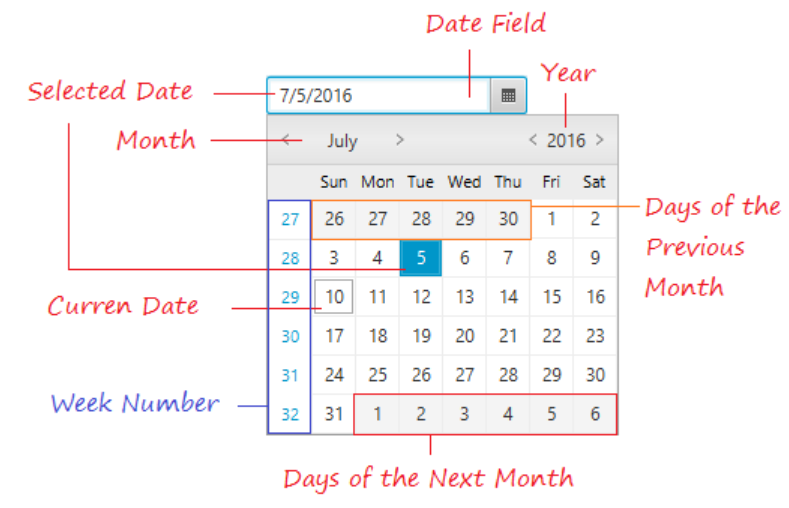 Date Field
Year
Selected Date
7/5/2016
Month
< July >
< 2016 >
Sun Mon Tue Wed Thu Fri Sat
27 26 27 28 29 30 1 2
Days of the
Previous
Month
28 3 4 5 6 7 8 9
Curren Date
29 10 11 12 13 14 15 16
30 17 18 19 20 21 22 23
31 24 25 26 27 28 29 30
Week Number
32 31 1 2 3 4 5 6
Days of the Next Month